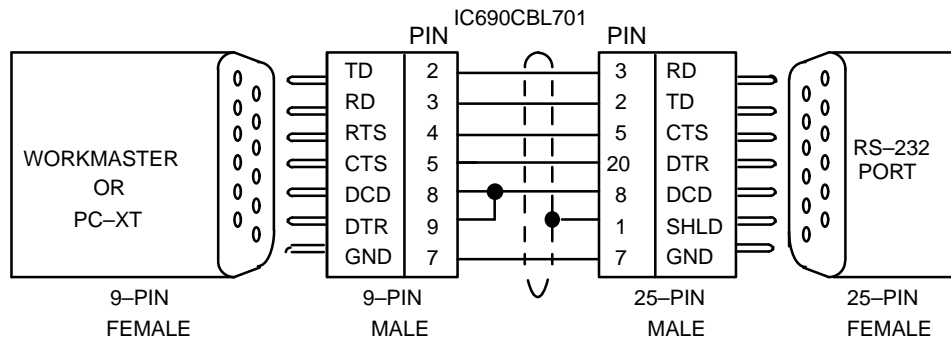 IC690CBL701
PIN PIN
TD 2 3 RD
RD 3 2 TD
RTS 4 5 CTS
CTS 5 20 DTR
DCD 8 8 DCD
DTR 9 1 SHLD
GND 7 7 GND
WORKMASTER
OR
PC–XT
RS–232
PORT
9–PIN 9–PIN 25–PIN 25–PIN
FEMALE MALE MALE FEMALE